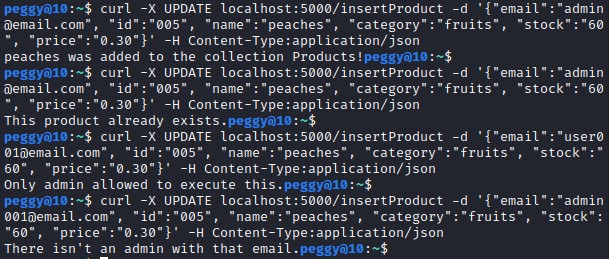 peggy@10:~$ curl -X UPDATE localhost:5000/insertProduct -d '{"email":"admin
@email.com", "id":"005", "name":"peaches", "category":"fruits", "stock":"60
", "price":"0.30"}' -H Content-Type:application/json
peaches was added to the collection Products!peggy@10:~$
peggy@10:~$ curl -X UPDATE localhost:5000/insertProduct -d '{"email":"admin
@email.com", "id":"005", "name":"peaches", "category":"fruits", "stock":"60
", "price":"0.30"}' -H Content-Type:application/json
This product already exists.peggy@10:~$
peggy@10:~$ curl -X UPDATE localhost:5000/insertProduct -d '{"email":"user0
01@email.com", "id":"005", "name":"peaches", "category":"fruits", "stock":"
60", "price":"0.30"}' -H Content-Type:application/json
Only admin allowed to execute this.peggy@10:~$
peggy@10:~$ curl -X UPDATE localhost:5000/insertProduct -d '{"email":"admin
001@email.com", "id":"005", "name":"peaches", "category":"fruits", "stock":
"60", "price":"0.30"}' -H Content-Type:application/json
There isn't an admin with that email.peggy@10:~$